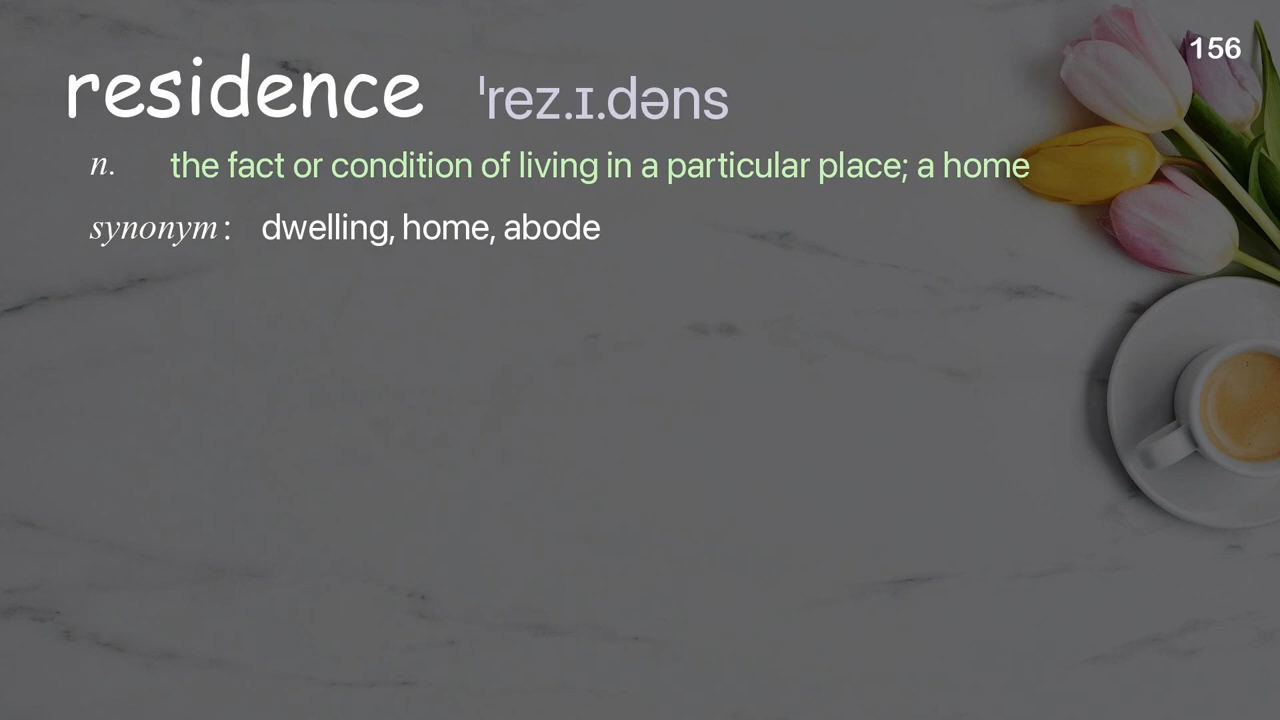 156
residence ˈrez.ɪ.dəns
n. the fact or condition of living in a particular place; a home
synonym : dwelling, home, abode